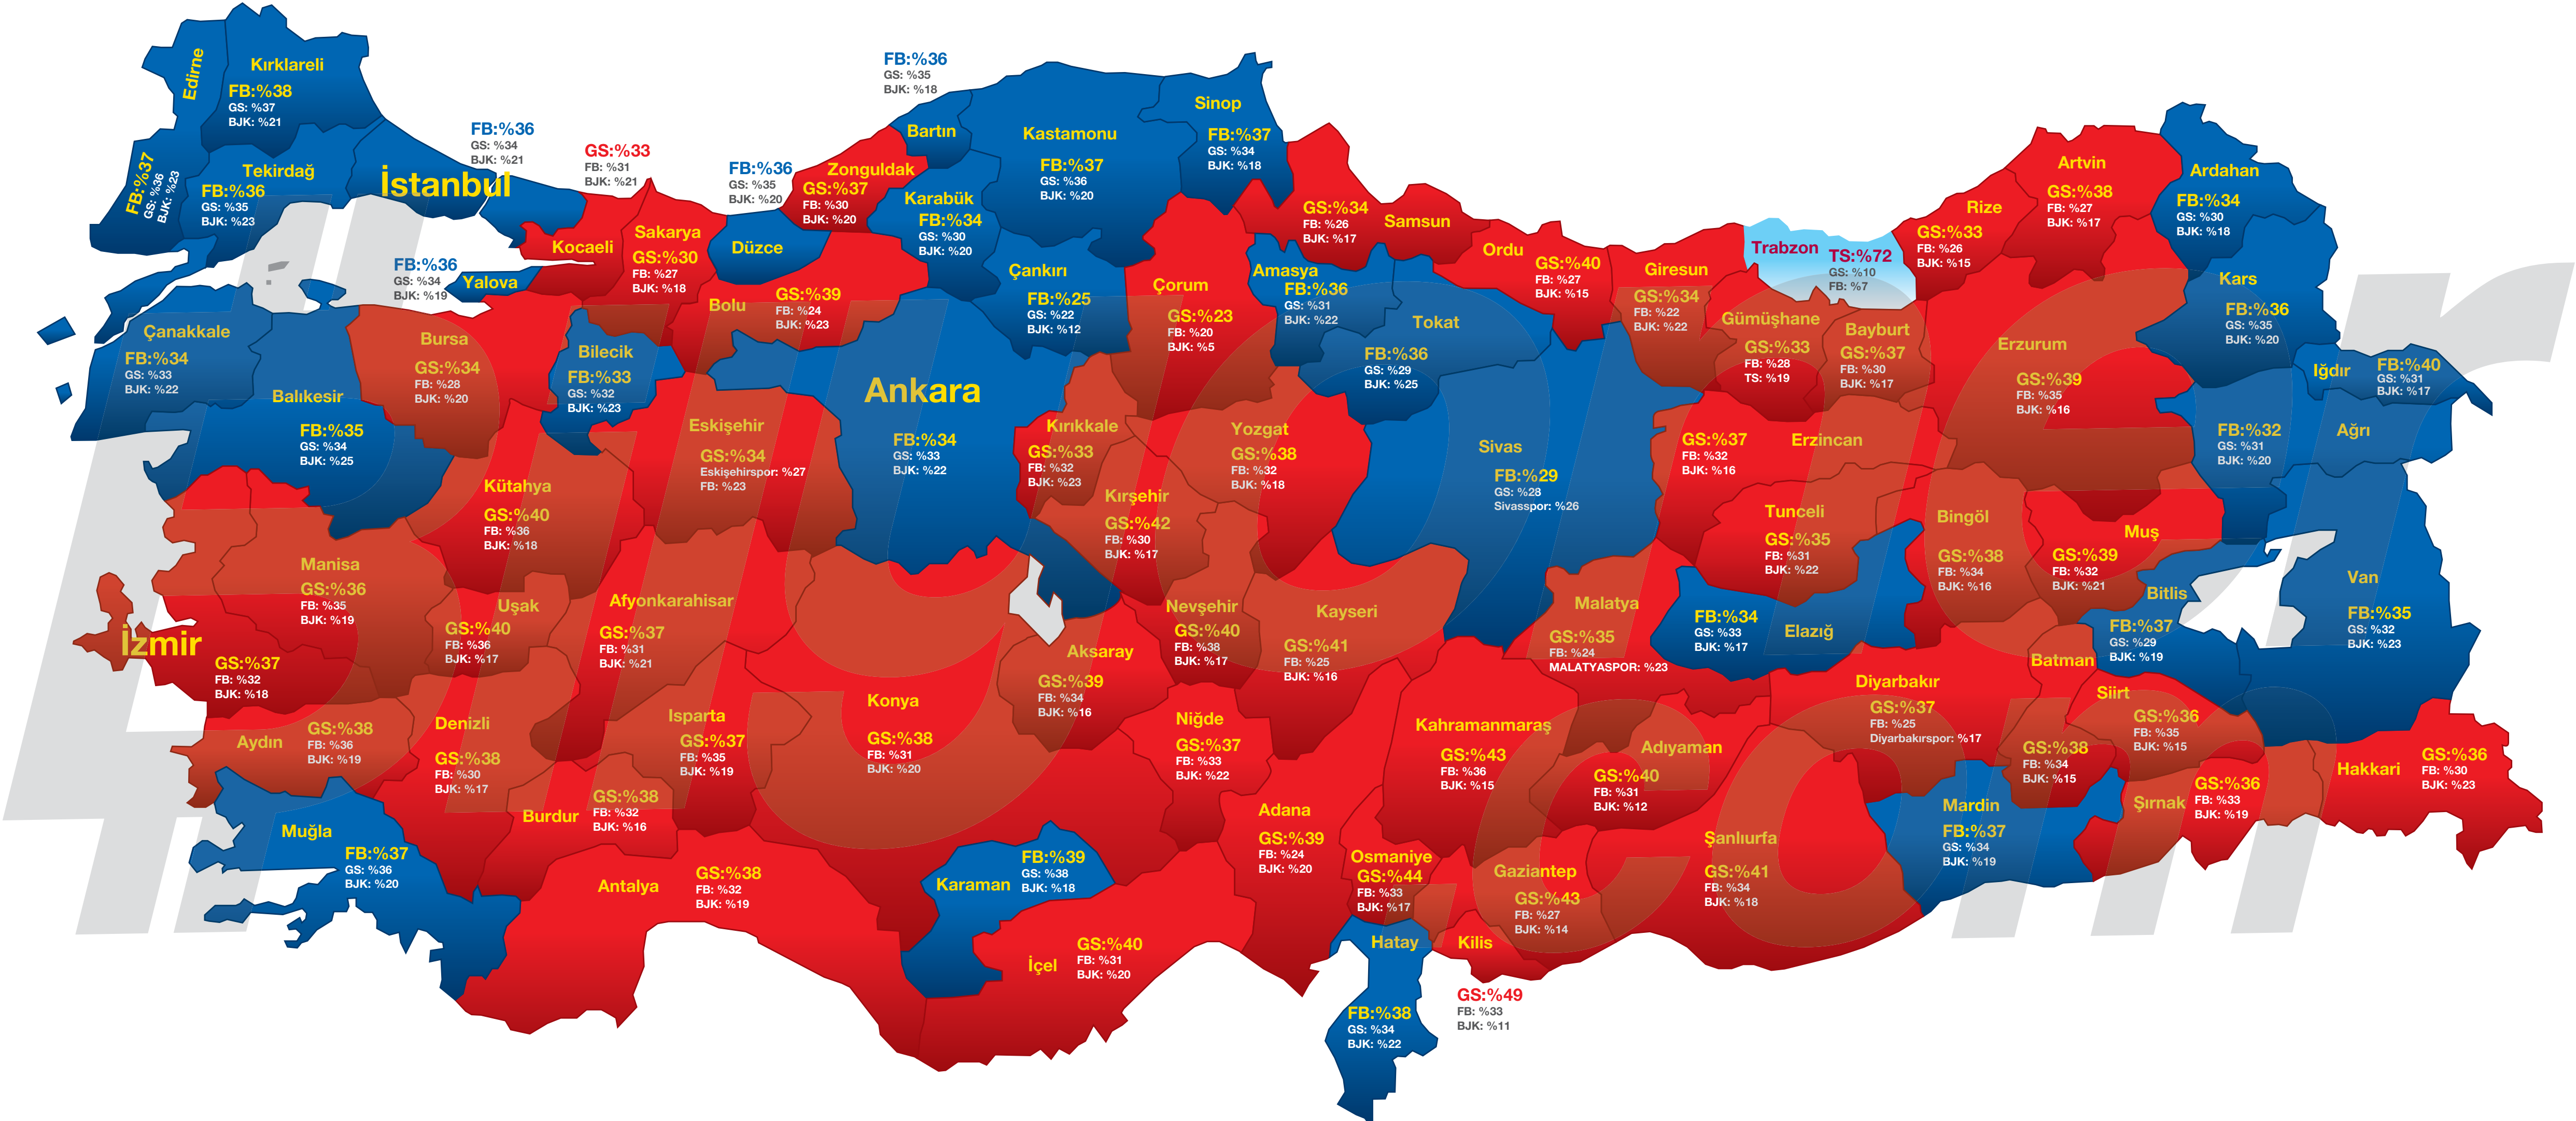 Edirne
FB:%37
GS: %36
BJK: %23
Kırklareli
FB:%38
GS: %37
BJK: %21
Tekirdağ
FB:%36
GS: %35
BJK: %23
İstanbul
FB:%36
GS: %34
BJK: %21
Yalova
FB:%36
GS: %34
BJK: %19
Kocaeli
GS:%33
FB: %31
BJK: %21
Sakarya
GS:%30
FB: %27
BJK: %18
Düzce
FB:%36
GS: %35
BJK: %20
Zonguldak
GS:%37
FB: %30
BJK: %20
Bartın
FB:%36
GS: %35
BJK: %18
Karabük
FB:%34
GS: %30
BJK: %20
Kastamonu
FB:%37
GS: %36
BJK: %20
Sinop
FB:%37
GS: %34
BJK: %18
Bolu
GS:%39
FB: %24
BJK: %23
Çankırı
FB:%25
GS: %22
BJK: %12
Çorum
GS:%23
FB: %20
BJK: %5
Samsun
GS:%34
FB: %26
BJK: %17
Amasya
FB:%36
GS: %31
BJK: %22
Tokat
FB:%36
GS: %29
BJK: %25
Ordu
GS:%40
FB: %27
BJK: %15
Giresun
GS:%34
FB: %22
BJK: %22
Trabzon
TS:%72
GS: %10
FB: %7
Gümüşhane
GS:%33
FB: %28
TS: %19
Bayburt
GS:%37
FB: %30
BJK: %17
Rize
GS:%33
FB: %26
BJK: %15
Artvin
GS:%38
FB: %27
BJK: %17
Ardahan
FB:%34
GS: %30
BJK: %18
Kars
FB:%36
GS: %35
BJK: %20
Iğdır
FB:%40
GS: %31
BJK: %17
Ağrı
FB:%32
GS: %31
BJK: %20
Erzurum
GS:%39
FB: %35
BJK: %16
Çanakkale
FB:%34
GS: %33
BJK: %22
Balıkesir
FB:%35
GS: %34
BJK: %25
Bursa
GS:%34
FB: %28
BJK: %20
Bilecik
FB:%33
GS: %32
BJK: %23
Eskişehir
GS:%34
Eskişehirspor: %27
FB: %23
Ankara
FB:%34
GS: %33
BJK: %22
Kırıkkale
GS:%33
FB: %32
BJK: %23
Kırşehir
GS:%42
FB: %30
BJK: %17
Yozgat
GS:%38
FB: %32
BJK: %18
Sivas
FB:%29
GS: %28
Sivasspor: %26
Erzincan
GS:%37
FB: %32
BJK: %16
Tunceli
GS:%35
FB: %31
BJK: %22
Bingöl
GS:%38
FB: %34
BJK: %16
Muş
GS:%39
FB: %32
BJK: %21
Bitlis
FB:%37
GS: %29
BJK: %19
Van
FB:%35
GS: %32
BJK: %23
Kütahya
GS:%40
FB: %36
BJK: %18
Manisa
GS:%36
FB: %35
BJK: %19
İzmir
GS:%37
FB: %32
BJK: %18
Uşak
GS:%40
FB: %36
BJK: %17
Afyonkarahisar
GS:%37
FB: %31
BJK: %21
Konya
GS:%38
FB: %31
BJK: %20
Aksaray
GS:%39
FB: %34
BJK: %16
Nevşehir
GS:%40
FB: %38
BJK: %17
Kayseri
GS:%41
FB: %25
BJK: %16
Malatya
GS:%35
FB: %24
MALATYASPOR: %23
Elazığ
FB:%34
GS: %33
BJK: %17
Diyarbakır
GS:%37
FB: %25
Diyarbakırspor: %17
Batman
GS:%38
FB: %34
BJK: %15
Siirt
GS:%36
FB: %35
BJK: %15
Şırnak
GS:%36
FB: %33
BJK: %19
Hakkari
GS:%36
FB: %30
BJK: %23
Mardin
FB:%37
GS: %34
BJK: %19
Aydın
GS:%38
FB: %36
BJK: %19
Denizli
GS:%38
FB: %30
BJK: %17
Muğla
FB:%37
GS: %36
BJK: %20
Burdur
GS:%38
FB: %32
BJK: %16
Isparta
GS:%37
FB: %35
BJK: %19
Antalya
GS:%38
FB: %32
BJK: %19
Karaman
FB:%39
GS: %38
BJK: %18
İçel
GS:%40
FB: %31
BJK: %20
Niğde
GS:%37
FB: %33
BJK: %22
Adana
GS:%39
FB: %24
BJK: %20
Kahramanmaraş
GS:%43
FB: %36
BJK: %15
Adıyaman
GS:%40
FB: %31
BJK: %12
Osmaniye
GS:%44
FB: %33
BJK: %17
Gaziantep
GS:%43
FB: %27
BJK: %14
Şanlıurfa
GS:%41
FB: %34
BJK: %18
Hatay
FB:%38
GS: %34
BJK: %22
Kilis
GS:%49
FB: %33
BJK: %11